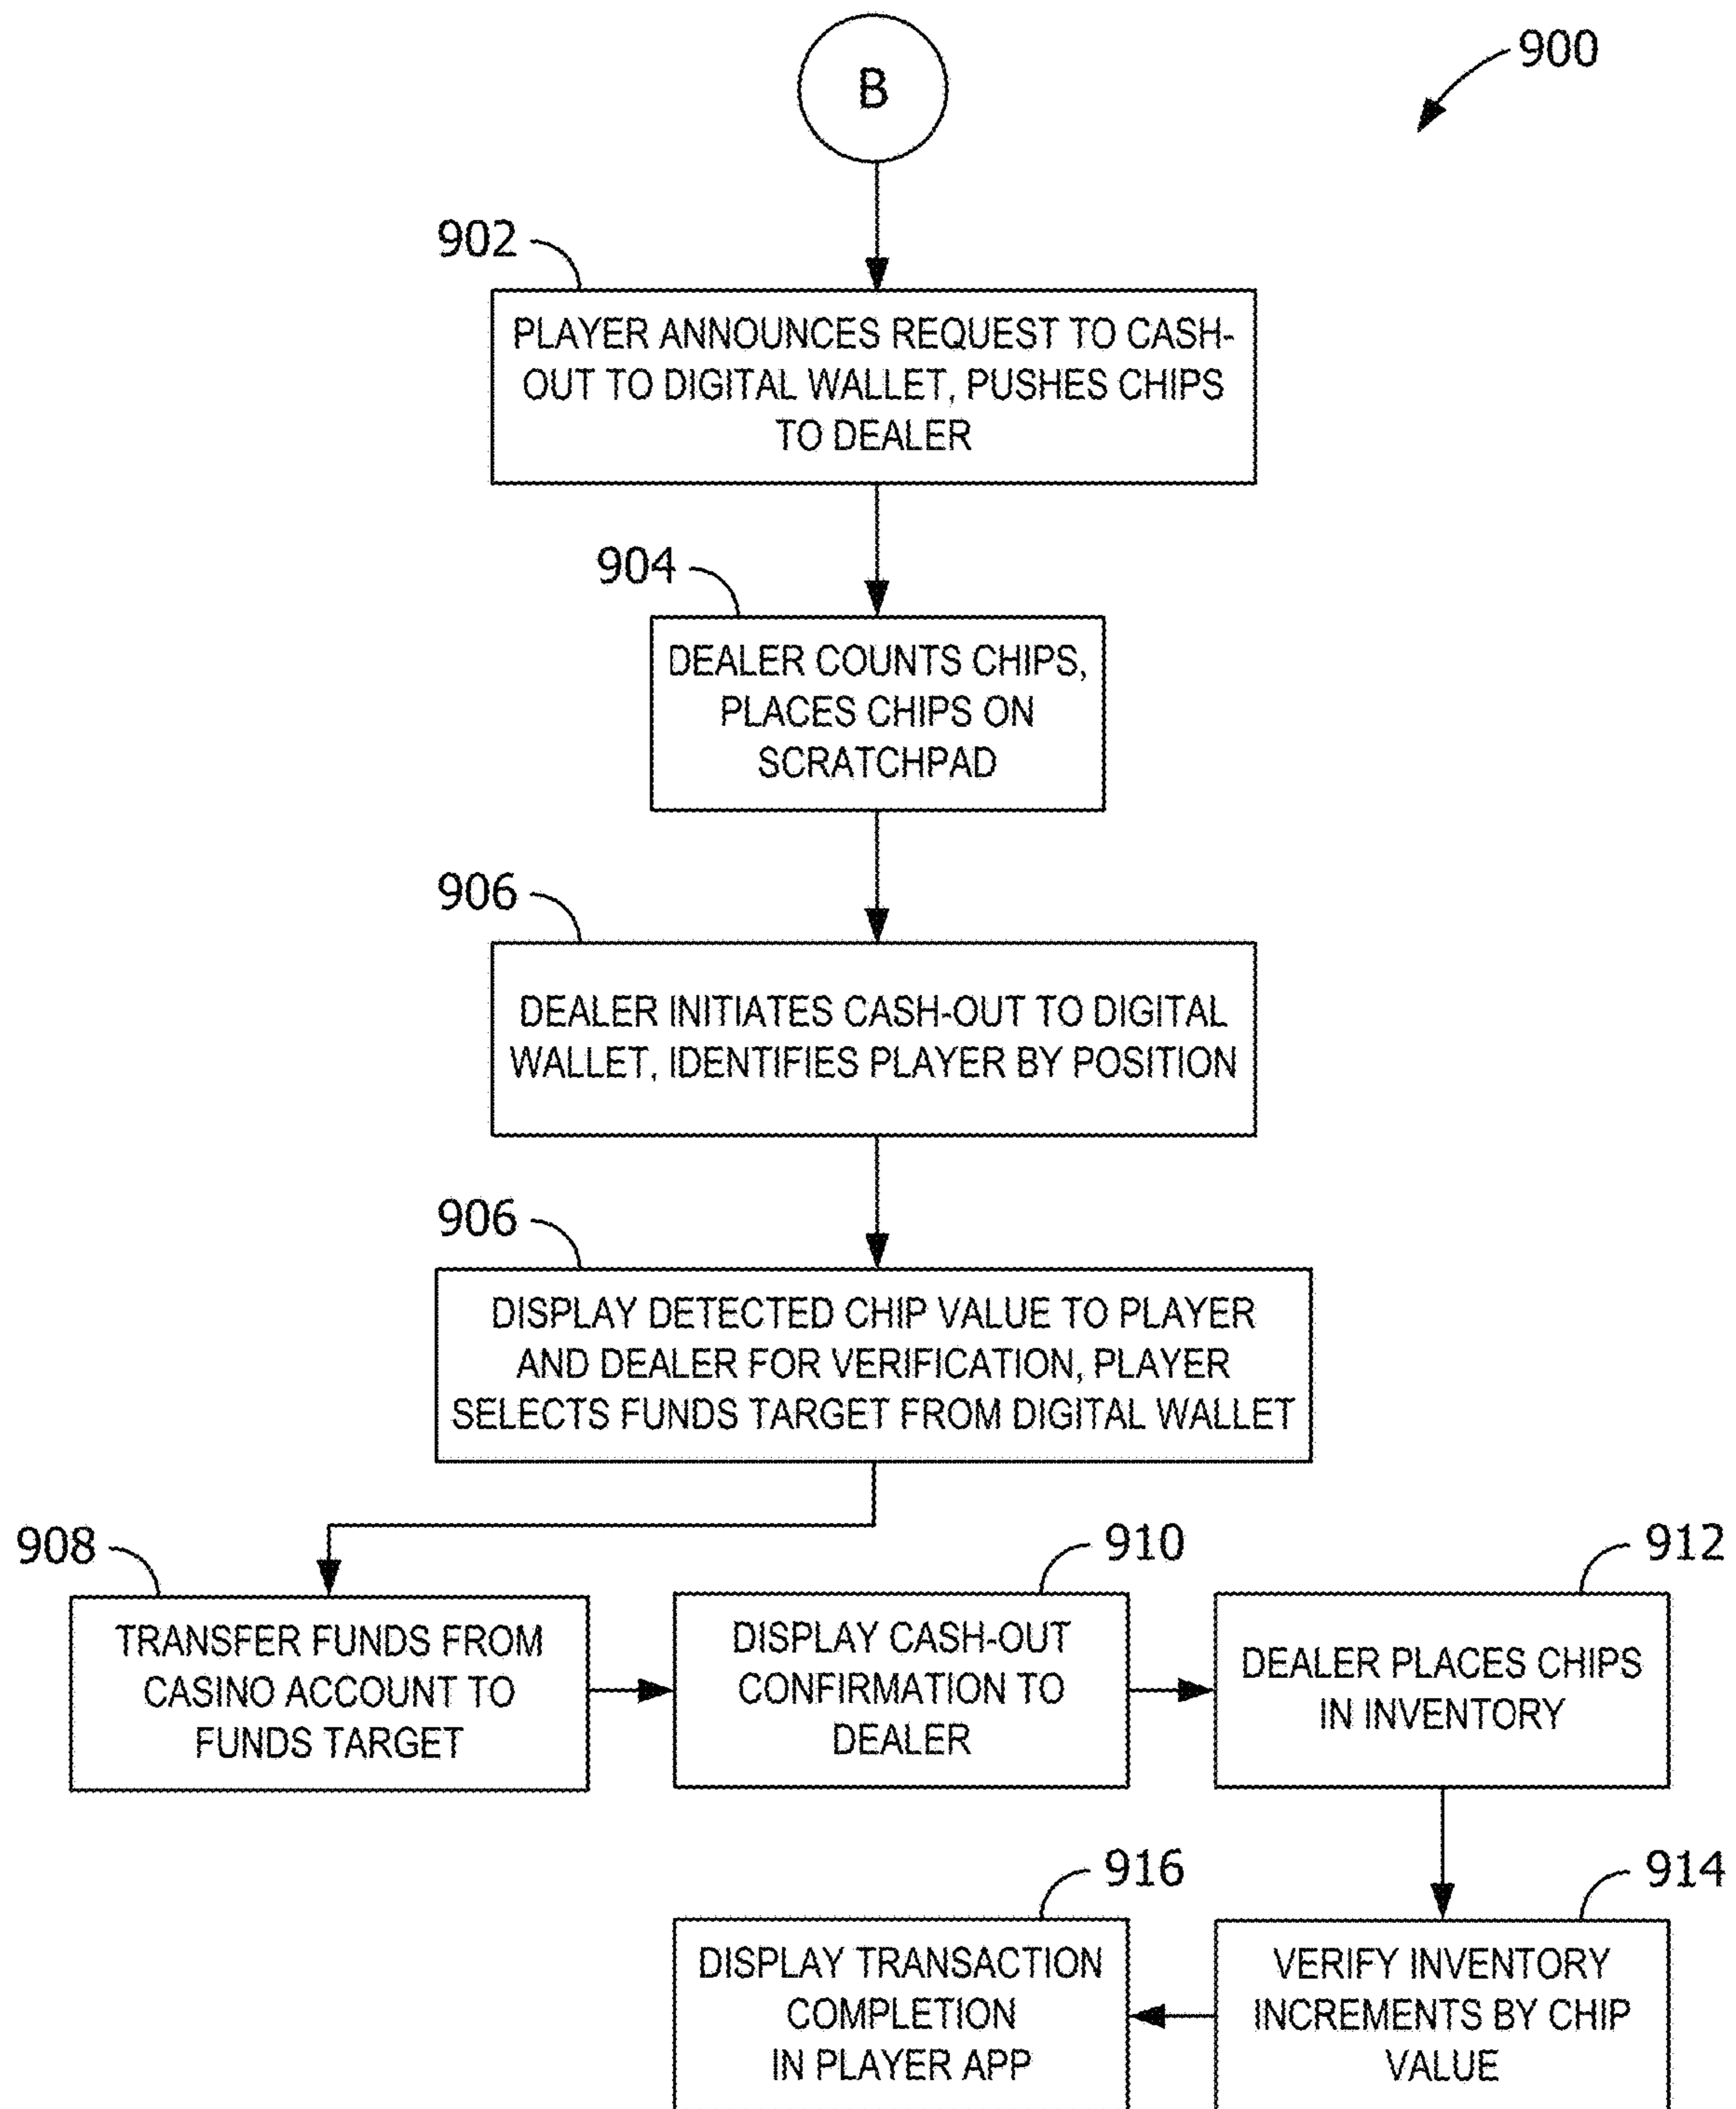 B
900
902
PLAYER ANNOUNCES REQUEST TO CASH-
OUT TO DIGITAL WALLET, PUSHES CHIPS
TO DEALER
904
DEALER COUNTS CHIPS,
PLACES CHIPS ON
SCRATCHPAD
906
DEALER INITIATES CASH-OUT TO DIGITAL
WALLET, IDENTIFIES PLAYER BY POSITION
906
DISPLAY DETECTED CHIP VALUE TO PLAYER
AND DEALER FOR VERIFICATION, PLAYER
SELECTS FUNDS TARGET FROM DIGITAL WALLET
908
TRANSFER FUNDS FROM
CASINO ACCOUNT TO
FUNDS TARGET
910
DISPLAY CASH-OUT
CONFIRMATION TO
DEALER
912
DEALER PLACES CHIPS
IN INVENTORY
914
VERIFY INVENTORY
INCREMENTS BY CHIP
VALUE
916
DISPLAY TRANSACTION
COMPLETION
IN PLAYER APP